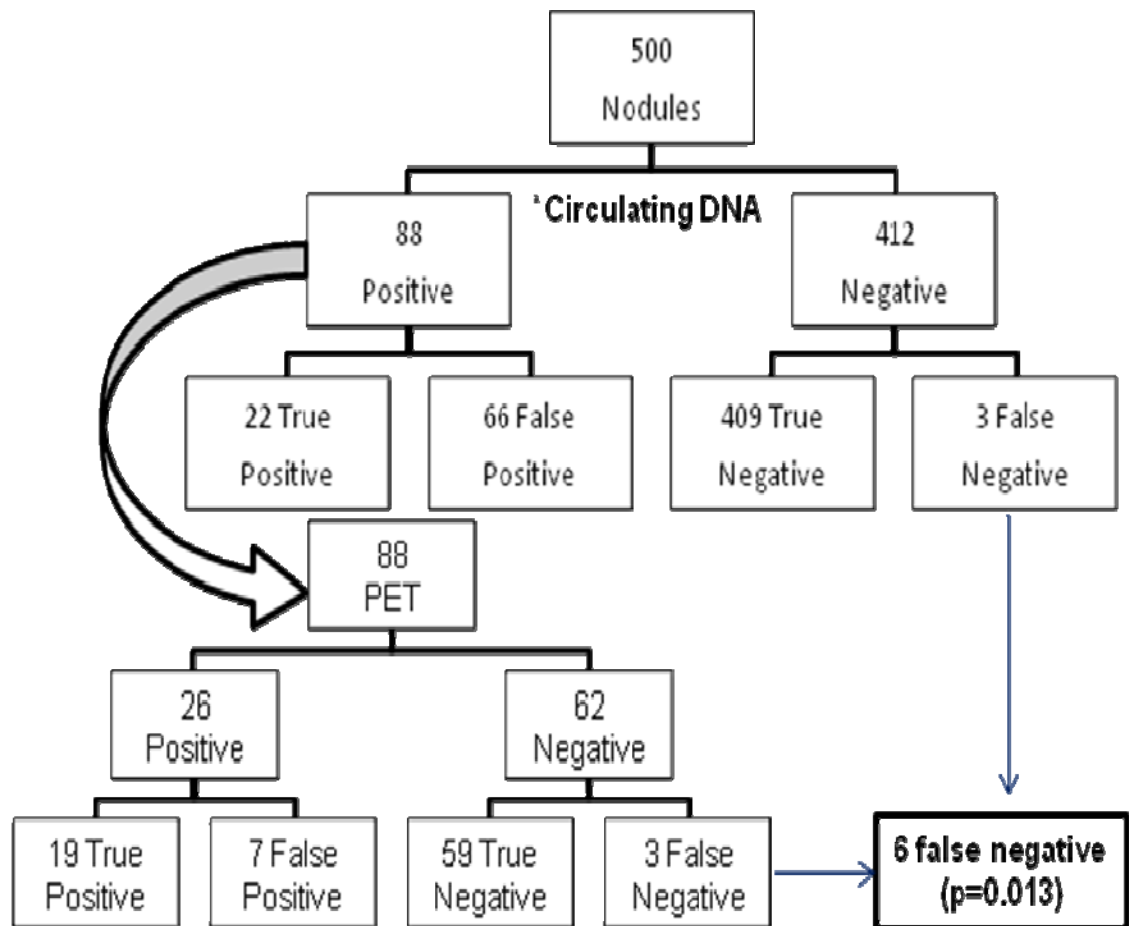 500
Nodules
* Circulating DNA
88
Positive
412
Negative
22 True
Positive
66 False
Positive
409 True
Negative
3 False
Negative
88
PET
26
Positive
62
Negative
19 True
Positive
7 False
Positive
59 True
Negative
3 False
Negative
6 false negative
(p=0.013)